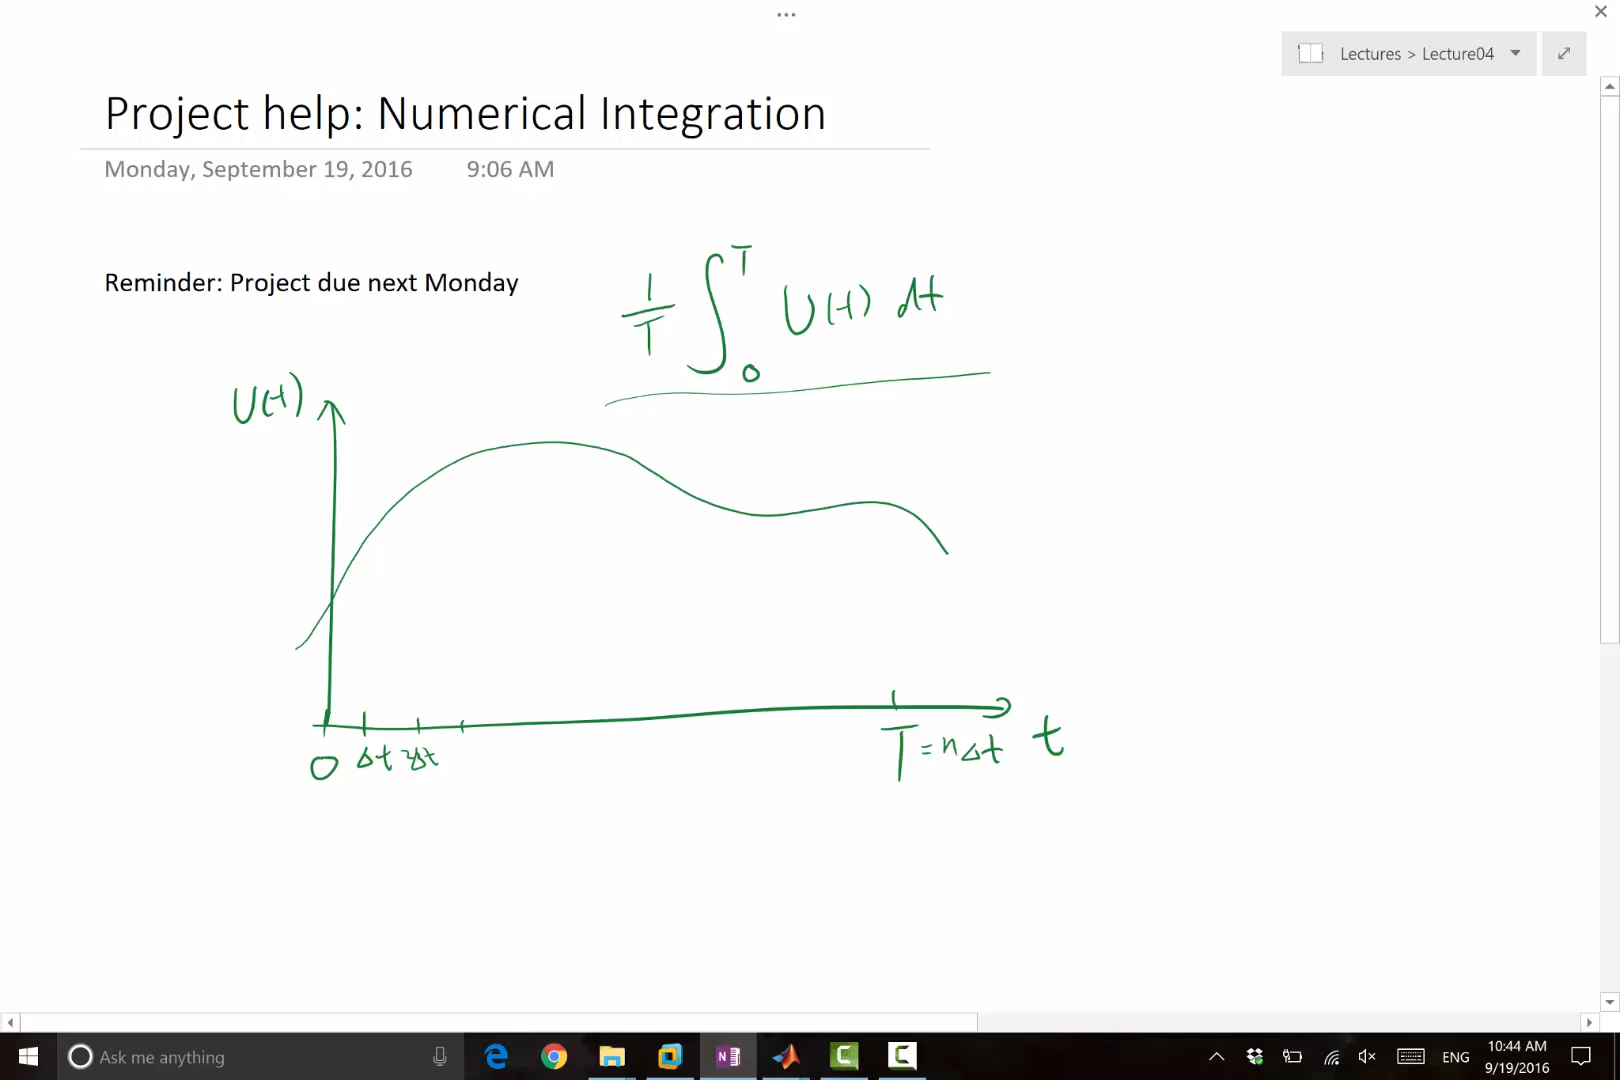 ...
Lectures > Lecture04
Project help: Numerical Integration
Monday, September 19, 2016 9:06 AM
Reminder: Project due next Monday
1/T ∫₀ᵀ U(t) dt
U(t)
0 Δt 2Δt T = nΔt t
Ask me anything
ENG
10:44 AM
9/19/2016